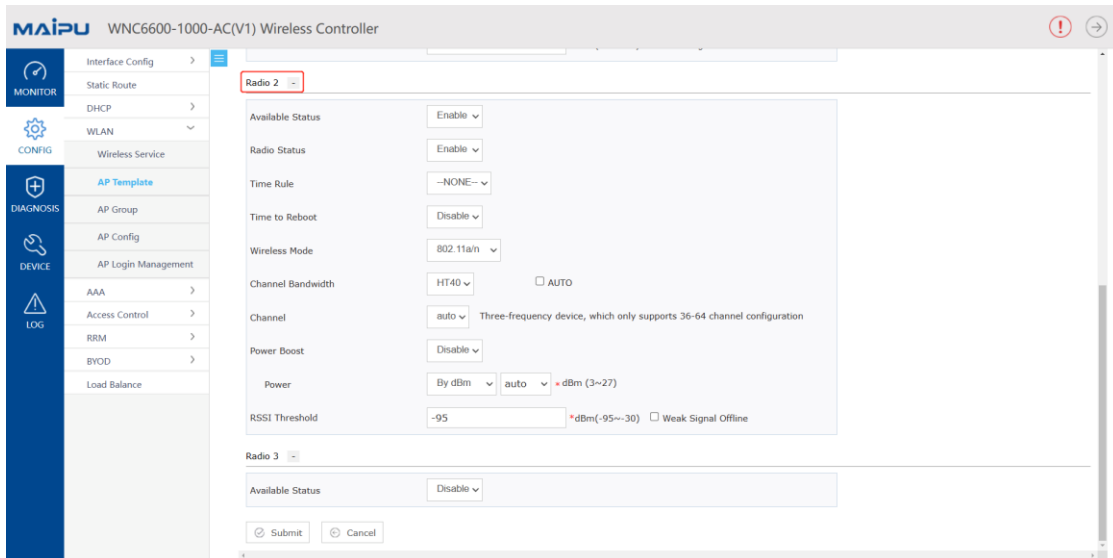 MAIPU WNC6600-1000-AC(V1) Wireless Controller
MONITOR
CONFIG
DIAGNOSIS
DEVICE
LOG
Interface Config
Static Route
DHCP
WLAN
Wireless Service
AP Template
AP Group
AP Config
AP Login Management
AAA
Access Control
RRM
BYOD
Load Balance
Radio 2 -
Available Status Enable
Radio Status Enable
Time Rule --NONE--
Time to Reboot Disable
Wireless Mode 802.11a/n
Channel Bandwidth HT40 AUTO
Channel auto Three-frequency device, which only supports 36-64 channel configuration
Power Boost Disable
Power By dBm auto * dBm (3~27)
RSSI Threshold -95 *dBm(-95~-30) Weak Signal Offline
Radio 3 -
Available Status Disable
Submit Cancel